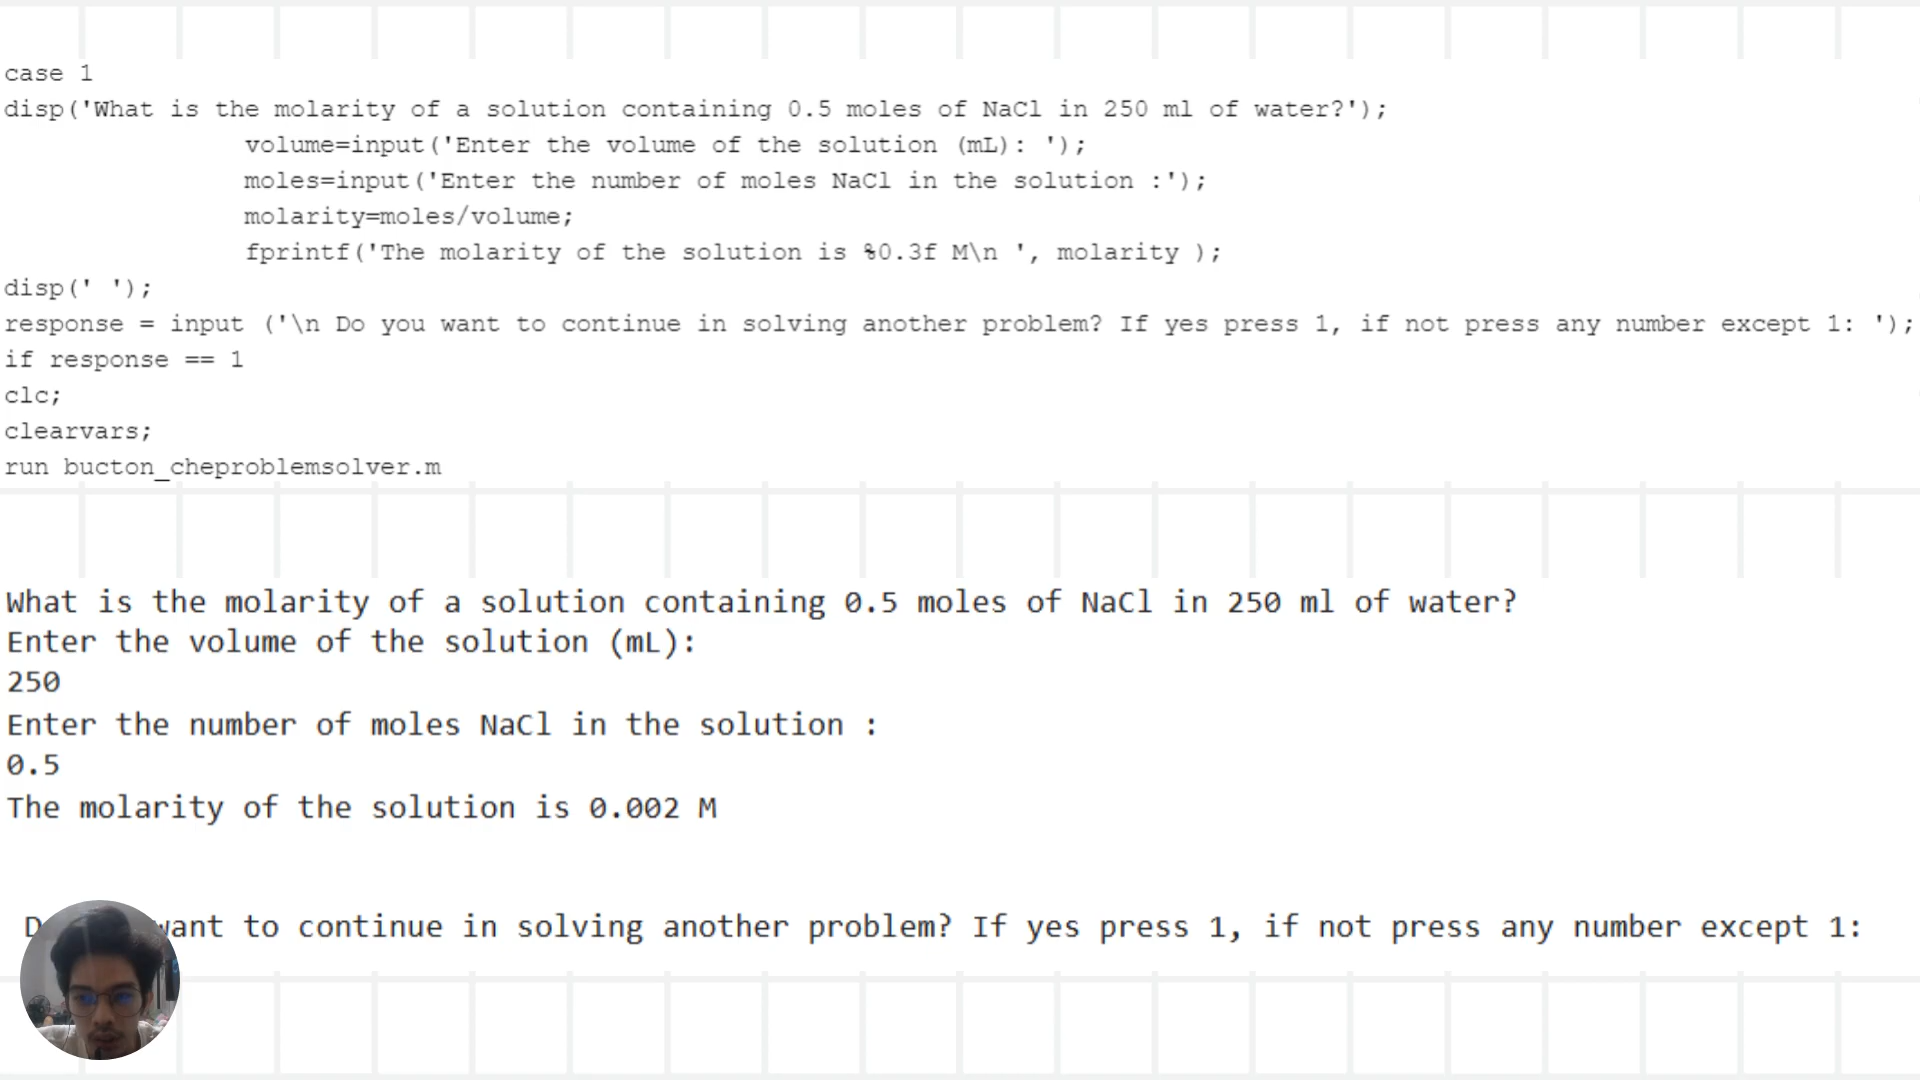 case 1
disp('What is the molarity of a solution containing 0.5 moles of NaCl in 250 ml of water?');
volume=input('Enter the volume of the solution (mL): ');
moles=input('Enter the number of moles NaCl in the solution :');
molarity=moles/volume;
fprintf('The molarity of the solution is %0.3f M\n ', molarity );
disp(' ');
response = input ('\n Do you want to continue in solving another problem? If yes press 1, if not press any number except 1: ');
if response == 1
clc;
clearvars;
run bucton_cheproblemsolver.m
What is the molarity of a solution containing 0.5 moles of NaCl in 250 ml of water?
Enter the volume of the solution (mL):
250
Enter the number of moles NaCl in the solution :
0.5
The molarity of the solution is 0.002 M
want to continue in solving another problem? If yes press 1, if not press any number except 1: